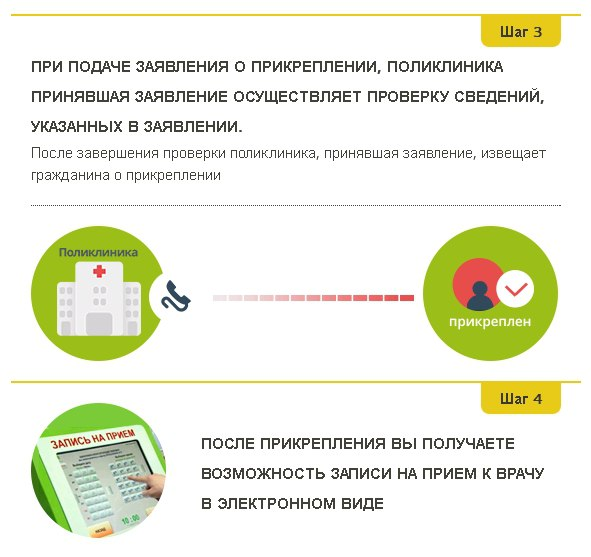 Шаг 3
ПРИ ПОДАЧЕ ЗАЯВЛЕНИЯ О ПРИКРЕПЛЕНИИ, ПОЛИКЛИНИКА
ПРИНЯВШАЯ ЗАЯВЛЕНИЕ ОСУЩЕСТВЛЯЕТ ПРОВЕРКУ СВЕДЕНИЙ,
УКАЗАННЫХ В ЗАЯВЛЕНИИ.
После завершения проверки поликлиника, принявшая заявление, извещает
гражданина о прикреплении
Поликлиника
прикреплен
Шаг 4
ЗАПИСЬ НА ПРИЕМ
10:00
ПОСЛЕ ПРИКРЕПЛЕНИЯ ВЫ ПОЛУЧАЕТЕ
ВОЗМОЖНОСТЬ ЗАПИСИ НА ПРИЕМ К ВРАЧУ
В ЭЛЕКТРОННОМ ВИДЕ